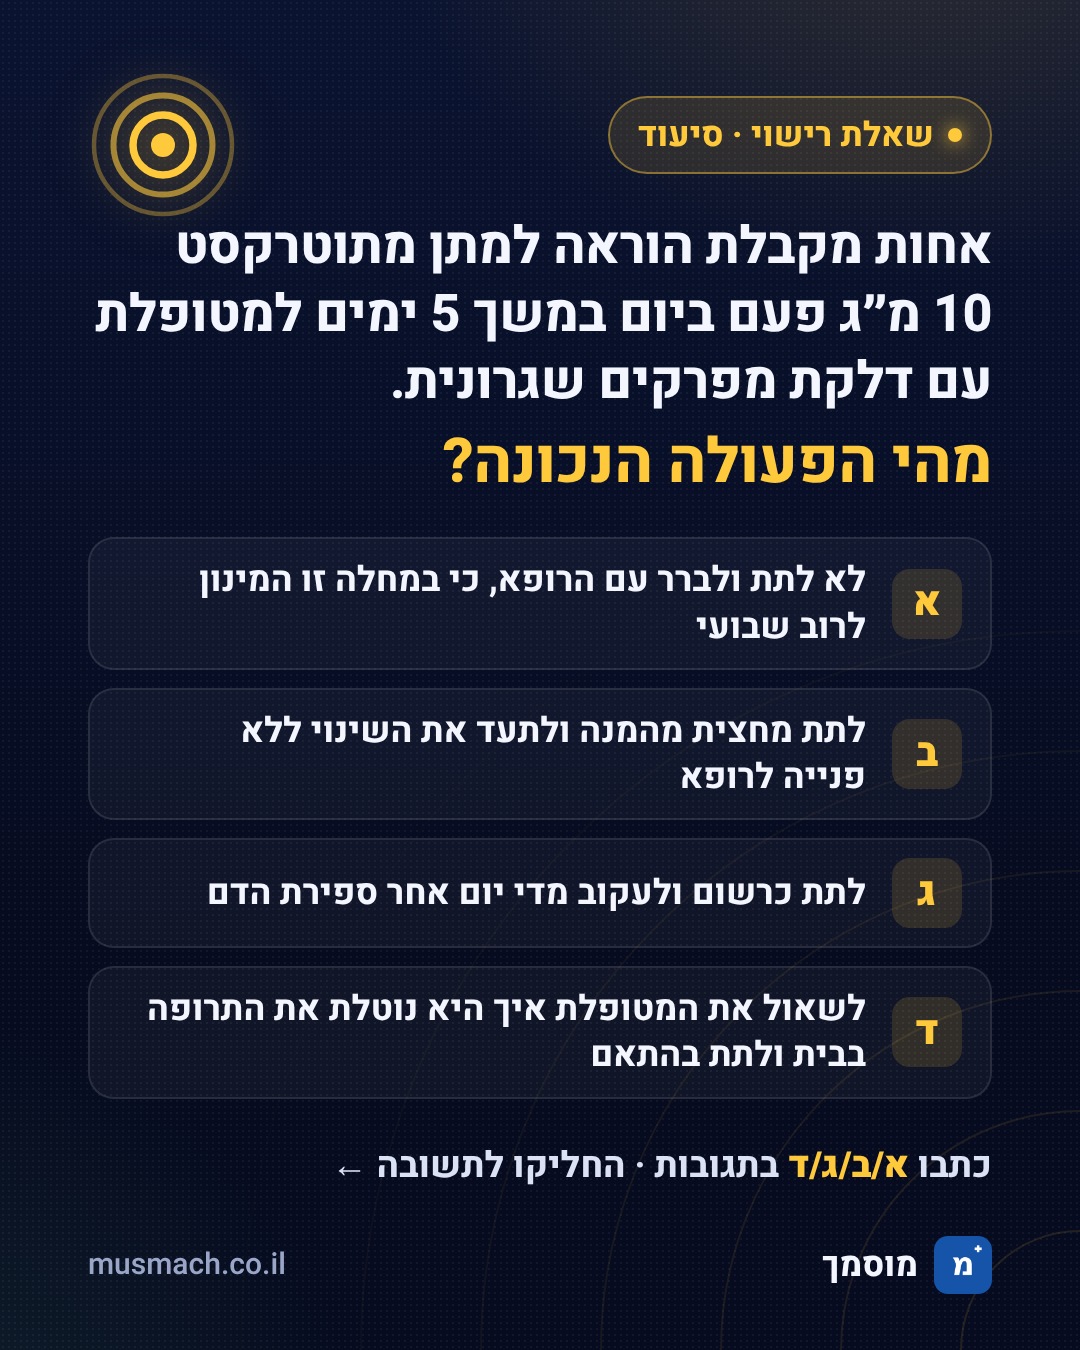 שאלת רישוי · סיעוד
אחות מקבלת הוראה למתן מתוטרקסט
10 מ״ג פעם ביום במשך 5 ימים למטופלת
עם דלקת מפרקים שגרונית.
מהי הפעולה הנכונה?
א
לא לתת ולברר עם הרופא, כי במחלה זו המינון
לרוב שבועי
ב
לתת מחצית מהמנה ולתעד את השינוי ללא
פנייה לרופא
ג
לתת כרשום ולעקוב מדי יום אחר ספירת הדם
ד
לשאול את המטופלת איך היא נוטלת את התרופה
בבית ולתת בהתאם
כתבו א/ב/ג/ד בתגובות · החליקו לתשובה ←
מ
מוסמך
musmach.co.il